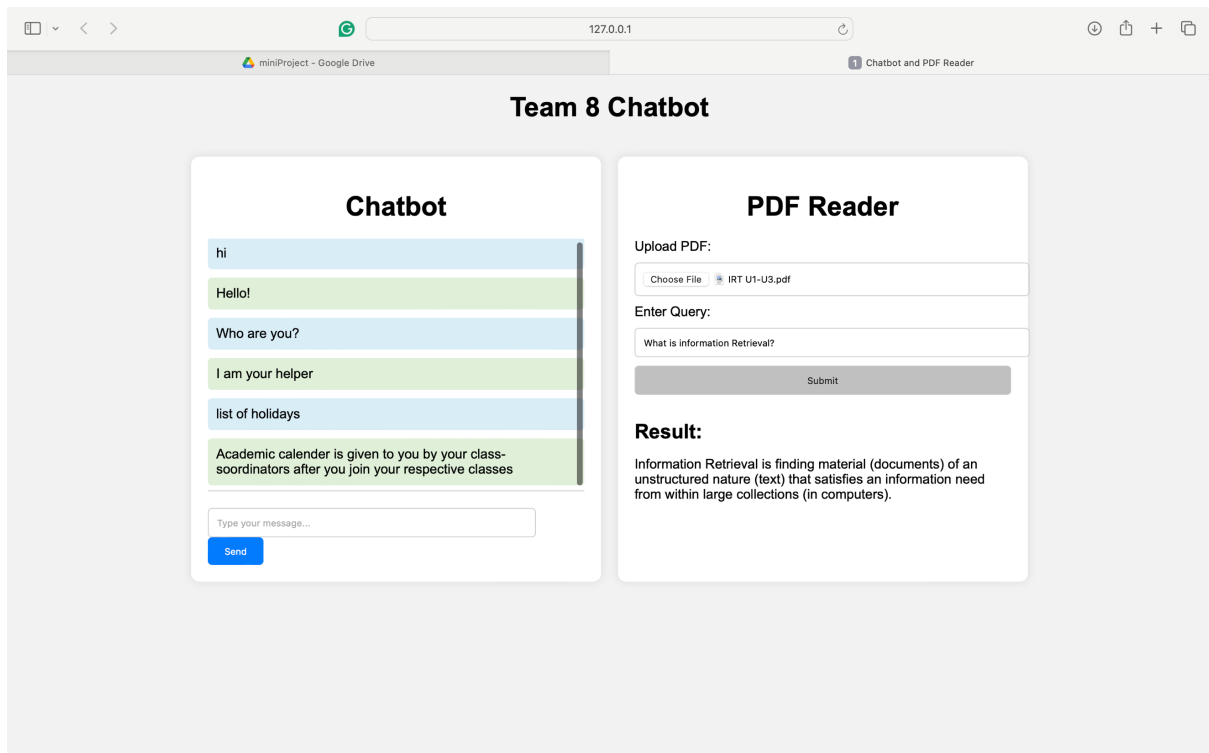 127.0.0.1
miniProject - Google Drive
1 Chatbot and PDF Reader
Team 8 Chatbot
Chatbot
hi
Hello!
Who are you?
I am your helper
list of holidays
Academic calender is given to you by your class-
soordinators after you join your respective classes
Type your message...
Send
PDF Reader
Upload PDF:
Choose File IRT U1-U3.pdf
Enter Query:
What is information Retrieval?
Submit
Result:
Information Retrieval is finding material (documents) of an
unstructured nature (text) that satisfies an information need
from within large collections (in computers).